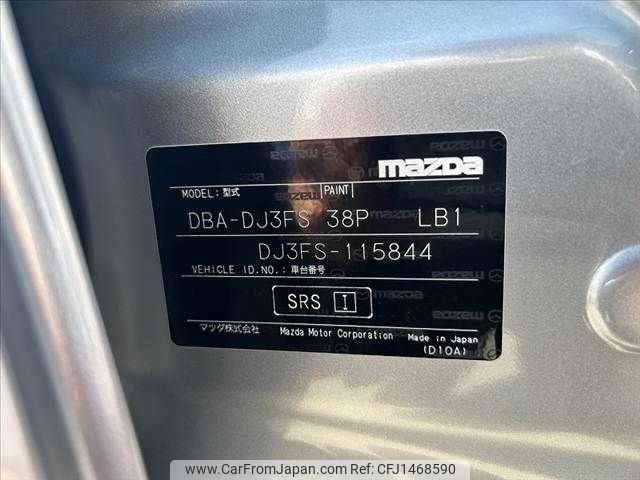 mazda
MODEL: 型式 PAINT
DBA-DJ3FS 38P LB1
DJ3FS-115844
VEHICLE ID.NO.: 車台番号
SRS I
マツダ株式会社 Mazda Motor Corporation Made in Japan
(D10A)
www.CarFromJapan.com Car Ref No: CFJ1468590